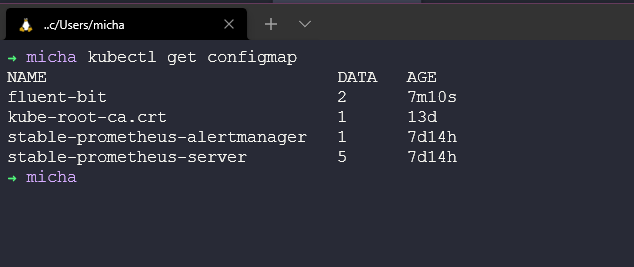 ..c/Users/micha
→ micha kubectl get configmap
NAME DATA AGE
fluent-bit 2 7m10s
kube-root-ca.crt 1 13d
stable-prometheus-alertmanager 1 7d14h
stable-prometheus-server 5 7d14h
→ micha